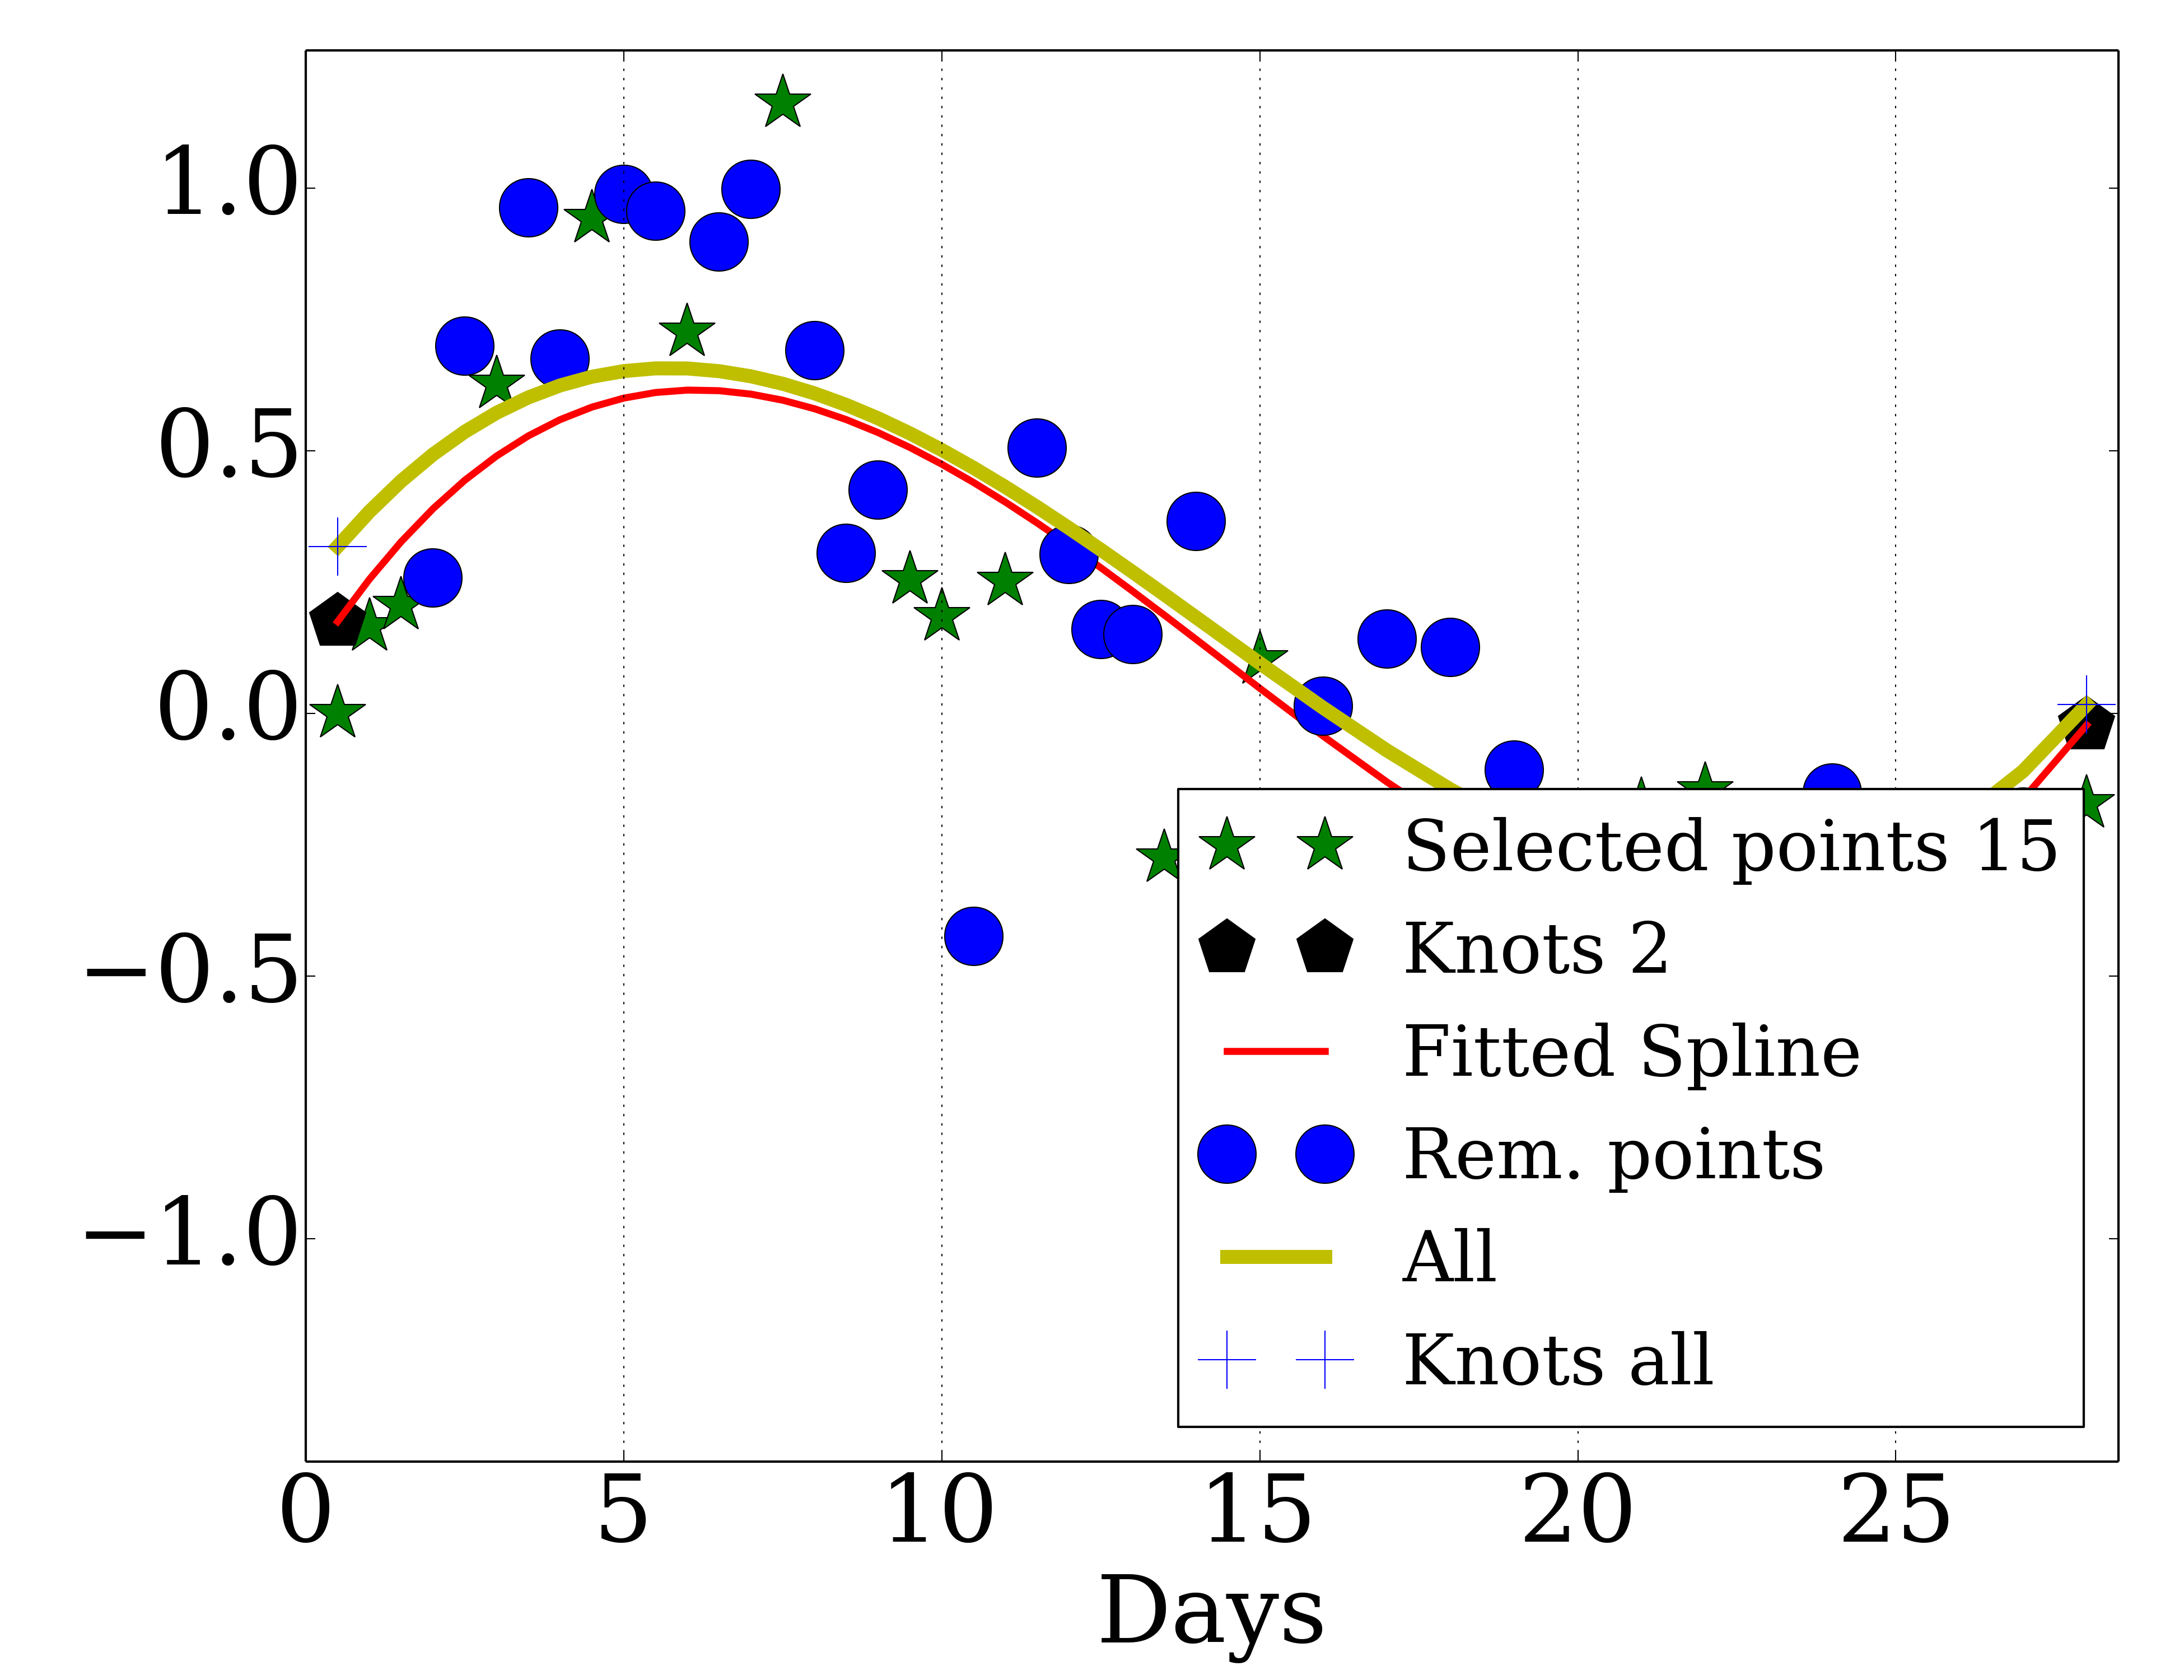 1.0
0.5
0.0
−0.5
−1.0
Selected points 15
Knots 2
Fitted Spline
Rem. points
All
Knots all
0 5 10 15 20 25
Days